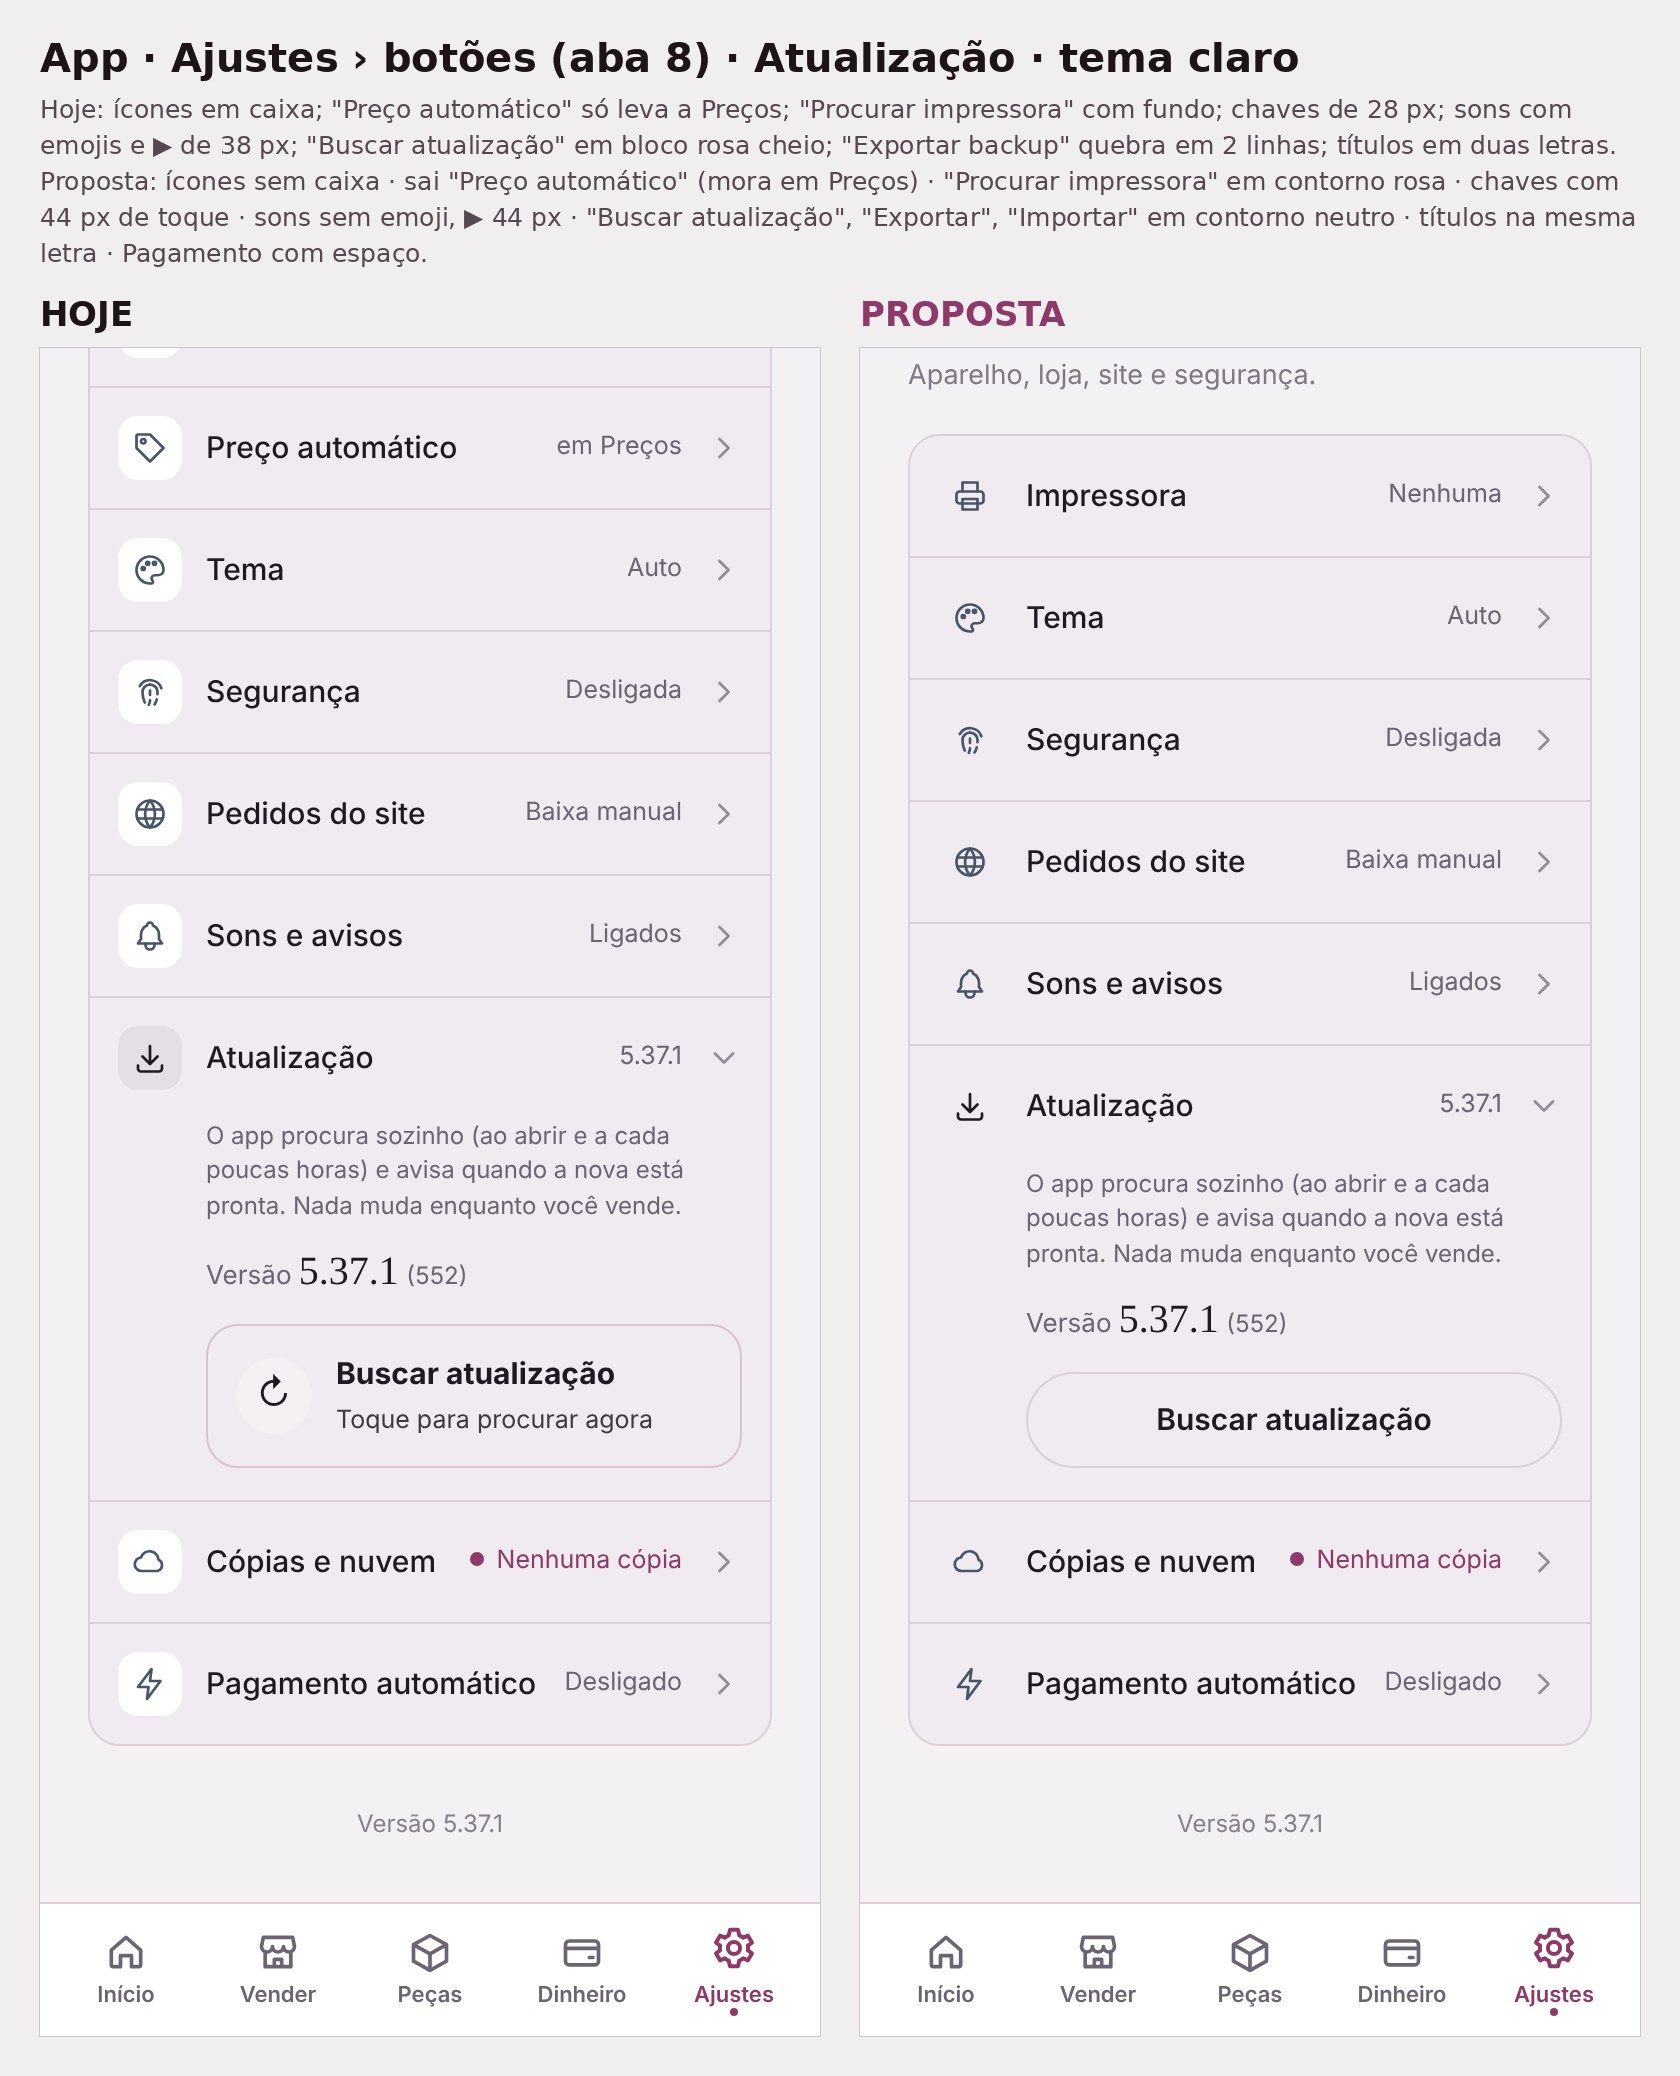 App · Ajustes › botões (aba 8) · Atualização · tema claro
Hoje: ícones em caixa; "Preço automático" só leva a Preços; "Procurar impressora" com fundo; chaves de 28 px; sons com
emojis e ▶ de 38 px; "Buscar atualização" em bloco rosa cheio; "Exportar backup" quebra em 2 linhas; títulos em duas letras.
Proposta: ícones sem caixa · sai "Preço automático" (mora em Preços) · "Procurar impressora" em contorno rosa · chaves com
44 px de toque · sons sem emoji, ▶ 44 px · "Buscar atualização", "Exportar", "Importar" em contorno neutro · títulos na mesma
letra · Pagamento com espaço.
HOJE
Preço automático em Preços
Tema Auto
Segurança Desligada
Pedidos do site Baixa manual
Sons e avisos Ligados
Atualização 5.37.1
O app procura sozinho (ao abrir e a cada
poucas horas) e avisa quando a nova está
pronta. Nada muda enquanto você vende.
Versão 5.37.1 (552)
Buscar atualização
Toque para procurar agora
Cópias e nuvem Nenhuma cópia
Pagamento automático Desligado
Versão 5.37.1
Início Vender Peças Dinheiro Ajustes
PROPOSTA
Aparelho, loja, site e segurança.
Impressora Nenhuma
Tema Auto
Segurança Desligada
Pedidos do site Baixa manual
Sons e avisos Ligados
Atualização 5.37.1
O app procura sozinho (ao abrir e a cada
poucas horas) e avisa quando a nova está
pronta. Nada muda enquanto você vende.
Versão 5.37.1 (552)
Buscar atualização
Cópias e nuvem Nenhuma cópia
Pagamento automático Desligado
Versão 5.37.1
Início Vender Peças Dinheiro Ajustes